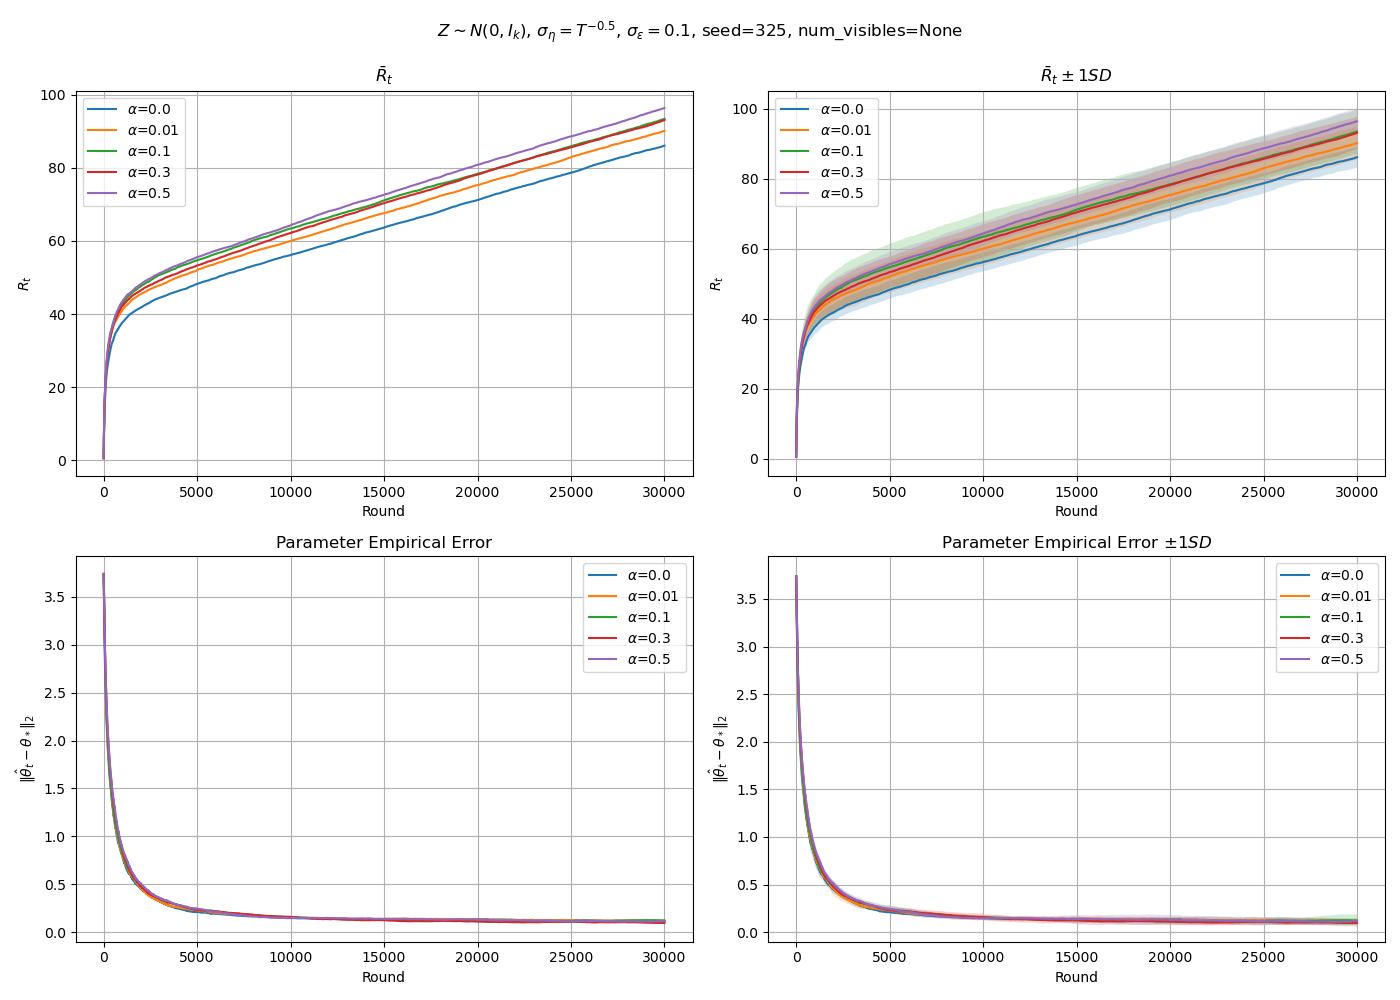 Z ∼ N(0, I_k), σ_η = T^{−0.5}, σ_ε = 0.1, seed=325, num_visibles=None
R̄_t
100
80
60
40
20
0
R_t
α=0.0
α=0.01
α=0.1
α=0.3
α=0.5
0 5000 10000 15000 20000 25000 30000
Round
R̄_t ± 1SD
100
80
60
40
20
0
R_t
α=0.0
α=0.01
α=0.1
α=0.3
α=0.5
0 5000 10000 15000 20000 25000 30000
Round
Parameter Empirical Error
3.5
3.0
2.5
2.0
1.5
1.0
0.5
0.0
‖θ̂_t − θ_*‖_2
α=0.0
α=0.01
α=0.1
α=0.3
α=0.5
0 5000 10000 15000 20000 25000 30000
Round
Parameter Empirical Error ±1SD
3.5
3.0
2.5
2.0
1.5
1.0
0.5
0.0
‖θ̂_t − θ_*‖_2
α=0.0
α=0.01
α=0.1
α=0.3
α=0.5
0 5000 10000 15000 20000 25000 30000
Round